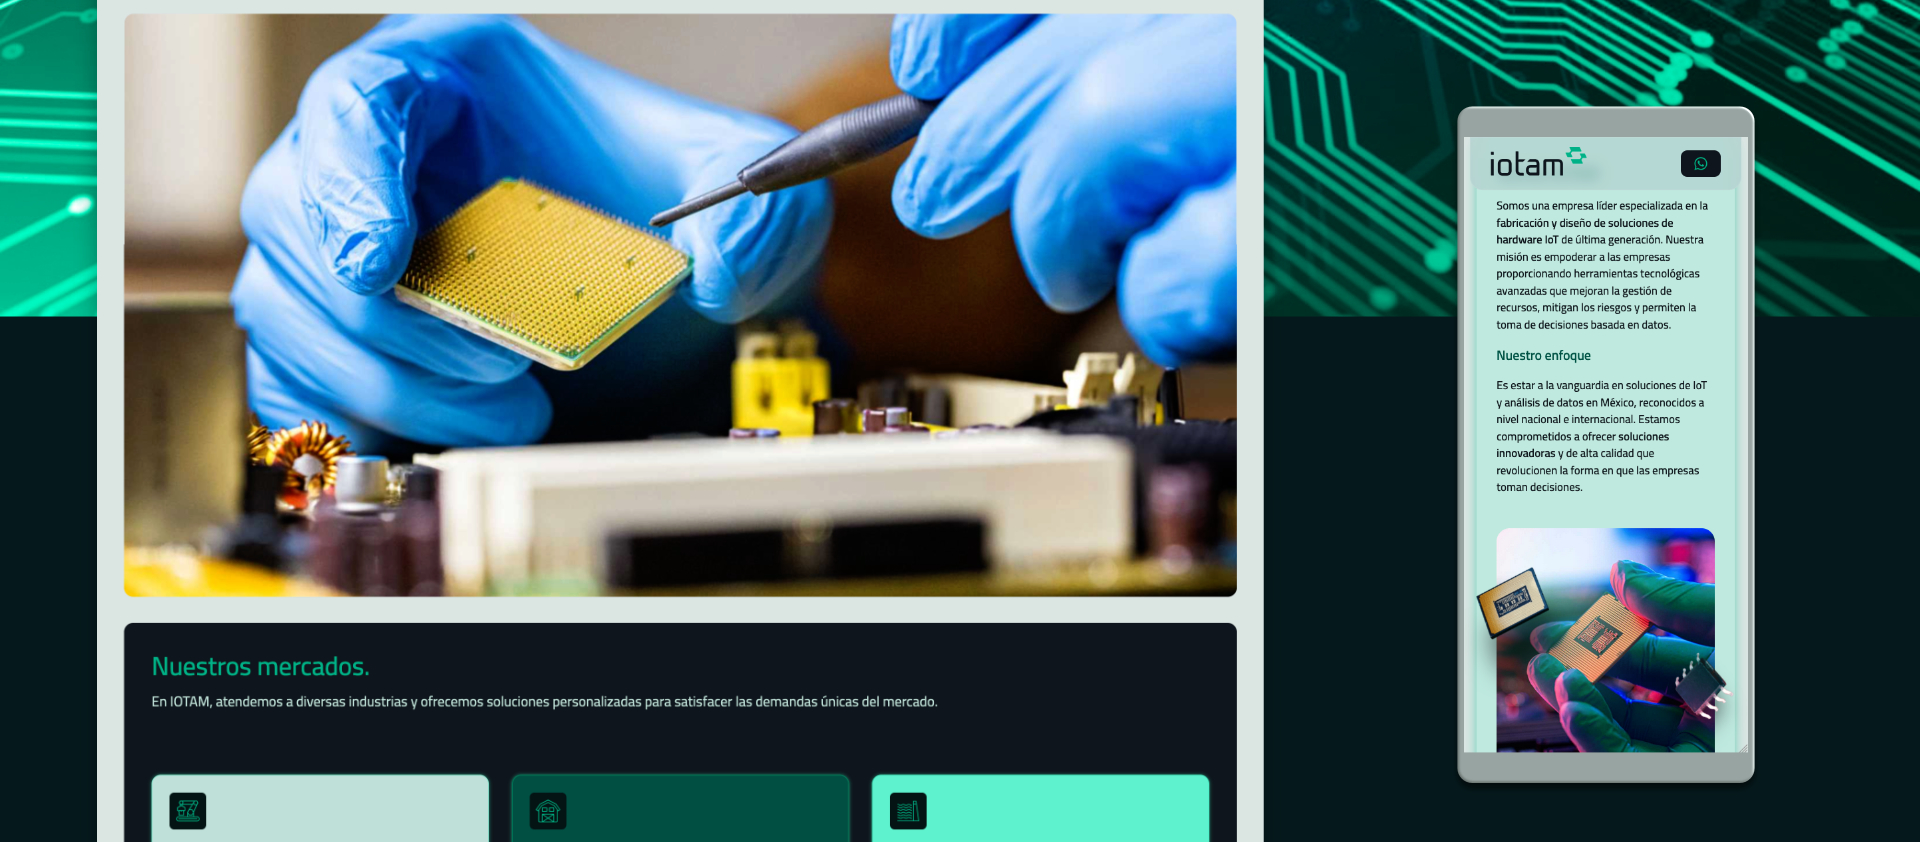 Nuestros mercados.
En IOTAM, atendemos a diversas industrias y ofrecemos soluciones personalizadas para satisfacer las demandas únicas del mercado.
iotam
Somos una empresa líder especializada en la
fabricación y diseño de soluciones de
hardware IoT de última generación. Nuestra
misión es empoderar a las empresas
proporcionando herramientas tecnológicas
avanzadas que mejoran la gestión de
recursos, mitigan los riesgos y permiten la
toma de decisiones basada en datos.
Nuestro enfoque
Es estar a la vanguardia en soluciones de IoT
y análisis de datos en México, reconocidos a
nivel nacional e internacional. Estamos
comprometidos a ofrecer soluciones
innovadoras y de alta calidad que
revolucionen la forma en que las empresas
toman decisiones.